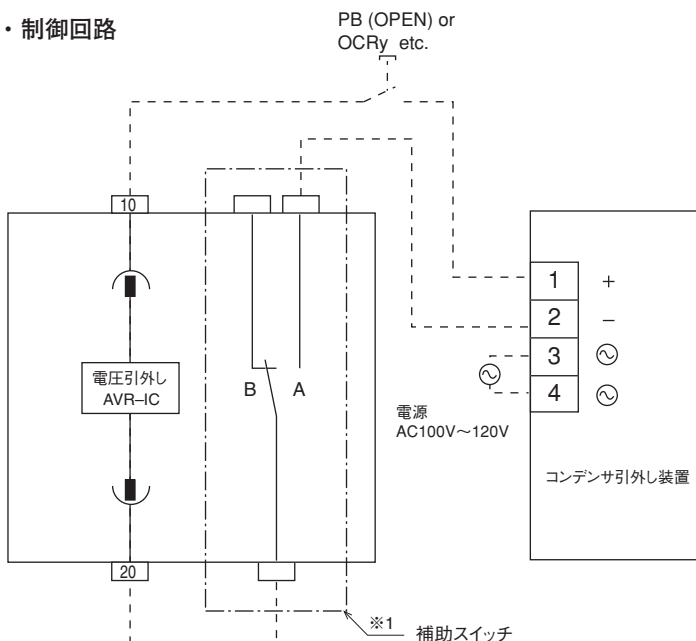 ・制御回路
PB (OPEN) or
OCRy etc.
10
1
+
2
−
3
4
電圧引外し
AVR–IC
B
A
電源
AC100V～120V
コンデンサ引外し装置
20
※1
補助スイッチ